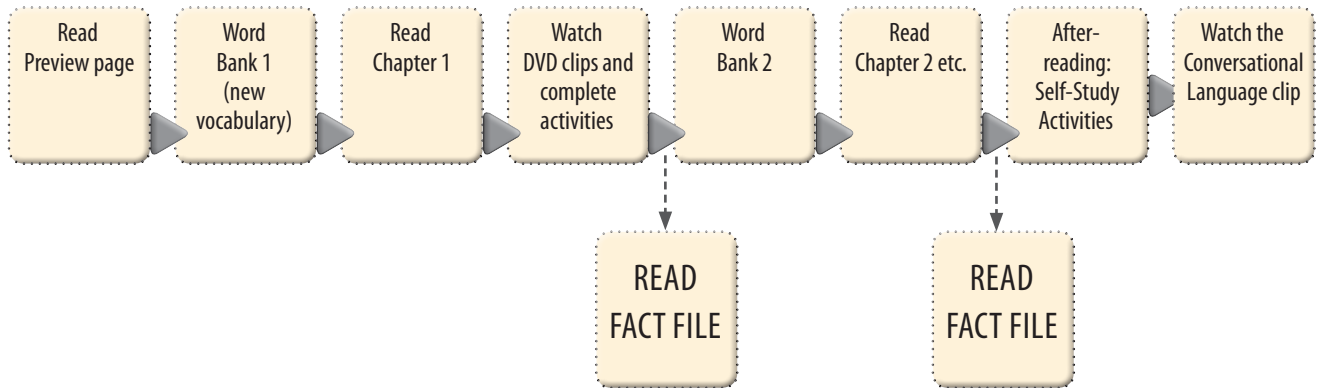 Read
Preview page
Word
Bank 1
(new
vocabulary)
Read
Chapter 1
Watch
DVD clips and
complete
activities
Word
Bank 2
Read
Chapter 2 etc.
After-
reading:
Self-Study
Activities
Watch the
Conversational
Language clip
READ
FACT FILE
READ
FACT FILE